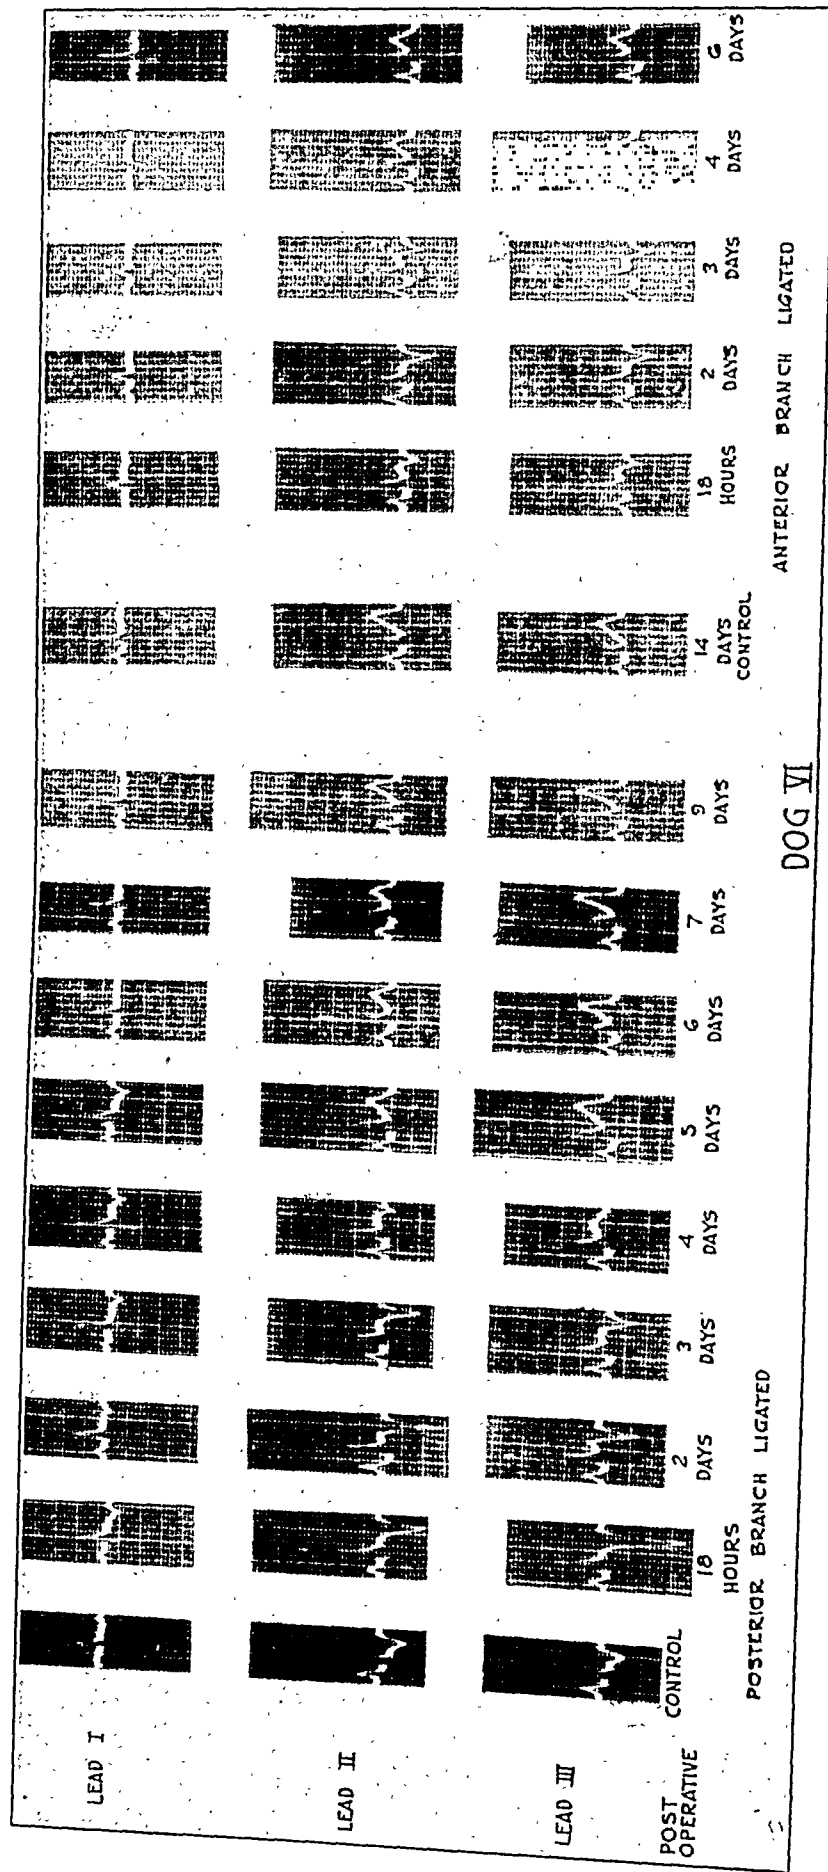 LEAD I
LEAD II
LEAD III
POST
OPERATIVE
CONTROL
18
HOURS
2
DAYS
3
DAYS
4
DAYS
5
DAYS
6
DAYS
7
DAYS
9
DAYS
14
DAYS
CONTROL
18
HOURS
2
DAYS
3
DAYS
4
DAYS
6
DAYS
POSTERIOR BRANCH LIGATED
ANTERIOR BRANCH LIGATED
DOG VI